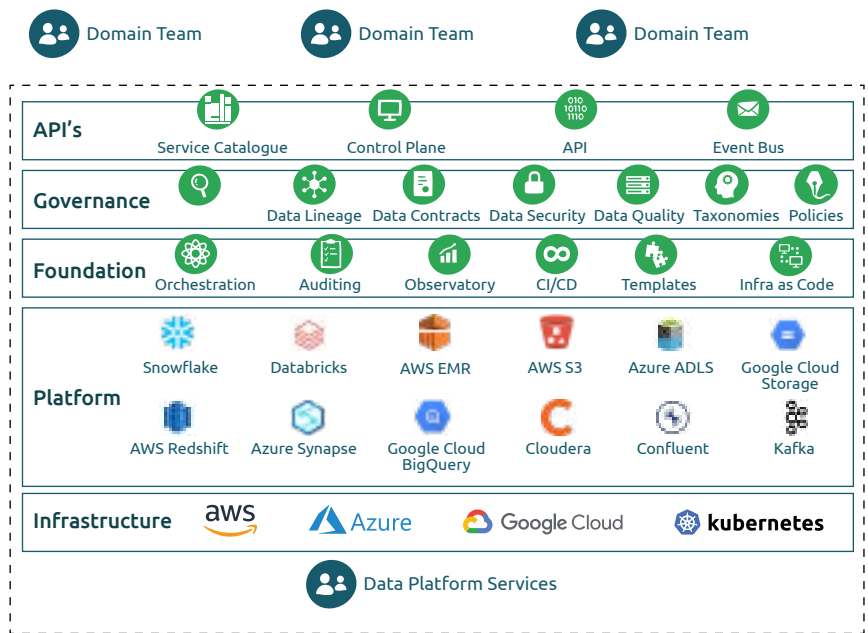 Domain Team
Domain Team
Domain Team
API's
010
10110
1110
Service Catalogue
Control Plane
API
Event Bus
Governance
Data Lineage
Data Contracts
Data Security
Data Quality
Taxonomies
Policies
Foundation
Orchestration
Auditing
Observatory
CI/CD
Templates
Infra as Code
Platform
Snowflake
Databricks
AWS EMR
AWS S3
Azure ADLS
Google Cloud
Storage
AWS Redshift
Azure Synapse
Google Cloud
BigQuery
Cloudera
Confluent
Kafka
Infrastructure
aws
Azure
Google Cloud
kubernetes
Data Platform Services